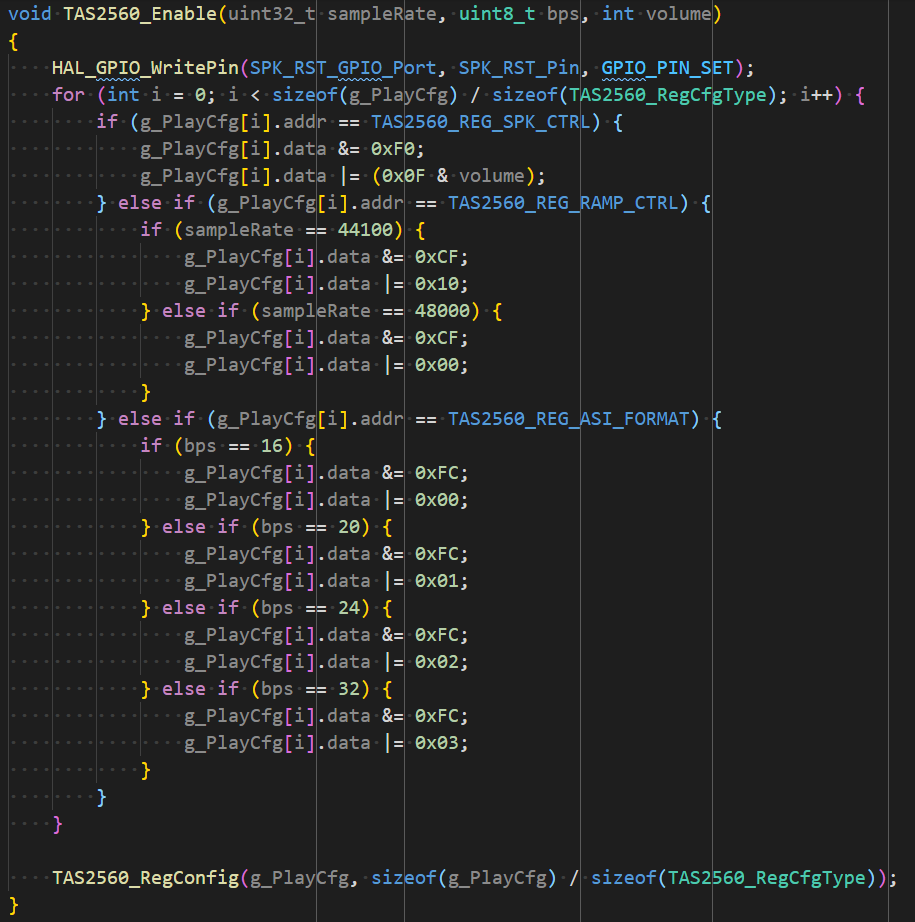 void TAS2560_Enable(uint32_t sampleRate, uint8_t bps, int volume)
{
    HAL_GPIO_WritePin(SPK_RST_GPIO_Port, SPK_RST_Pin, GPIO_PIN_SET);
    for (int i = 0; i < sizeof(g_PlayCfg) / sizeof(TAS2560_RegCfgType); i++) {
        if (g_PlayCfg[i].addr == TAS2560_REG_SPK_CTRL) {
            g_PlayCfg[i].data &= 0xF0;
            g_PlayCfg[i].data |= (0x0F & volume);
        } else if (g_PlayCfg[i].addr == TAS2560_REG_RAMP_CTRL) {
            if (sampleRate == 44100) {
                g_PlayCfg[i].data &= 0xCF;
                g_PlayCfg[i].data |= 0x10;
            } else if (sampleRate == 48000) {
                g_PlayCfg[i].data &= 0xCF;
                g_PlayCfg[i].data |= 0x00;
            }
        } else if (g_PlayCfg[i].addr == TAS2560_REG_ASI_FORMAT) {
            if (bps == 16) {
                g_PlayCfg[i].data &= 0xFC;
                g_PlayCfg[i].data |= 0x00;
            } else if (bps == 20) {
                g_PlayCfg[i].data &= 0xFC;
                g_PlayCfg[i].data |= 0x01;
            } else if (bps == 24) {
                g_PlayCfg[i].data &= 0xFC;
                g_PlayCfg[i].data |= 0x02;
            } else if (bps == 32) {
                g_PlayCfg[i].data &= 0xFC;
                g_PlayCfg[i].data |= 0x03;
            }
        }
    }

    TAS2560_RegConfig(g_PlayCfg, sizeof(g_PlayCfg) / sizeof(TAS2560_RegCfgType));
}